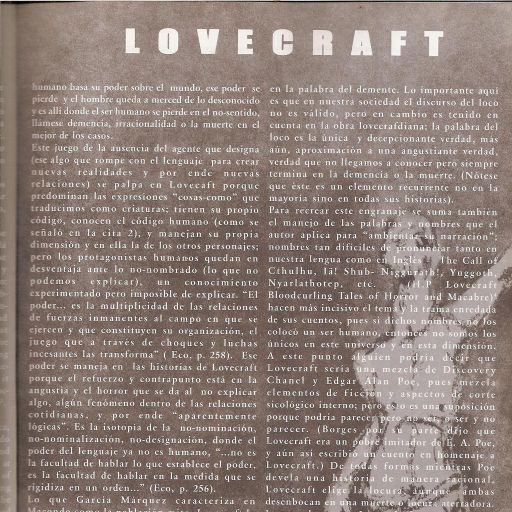 LOVECRAFT
humano basa su poder sobre el mundo, ese poder se
pierde y el hombre queda a merced de lo desconocido
y es allí donde el ser humano se pierde en el no-sentido,
llámese demencia, irracionalidad o la muerte en el
mejor de los casos.
Este juego de la ausencia del agente que designa
(ese algo que rompe con el lenguaje para crear
nuevas realidades y por ende nuevas
relaciones) se palpa en Lovecaft porque
predominan las expresiones "cosas-como" que
traducimos como criaturas; tienen su propio
código, conocen el código humano (como se
señaló en la cita 2), y manejan su propia
dimensión y en ella la de los otros personajes;
pero los protagonistas humanos quedan en
desventaja ante lo no-nombrado (lo que no
podemos explicar), un conocimiento
experimentado pero imposible de explicar. "El
poder... es la multiplicidad de las relaciones
de fuerzas inmanentes al campo en que se
ejercen y que constituyen su organización, el
juego que a través de choques y luchas
incesantes las transforma" ( Eco, p. 258). Ese
poder se maneja en las historias de Lovecraft
porque el refuerzo y contrapunto está en la
angustia y el horror que se da al no explicar
algo, algún fenómeno dentro de las relaciones
cotidianas, y por ende "aparentemente
lógicas". Es la isotopía de la no-nominación,
no-nominalización, no-designación, donde el
poder del lenguaje ya no es humano, "...no es
la facultad de hablar lo que establece el poder,
es la facultad de hablar en la medida que se
rigidiza en un orden..." (Eco, p. 256).
Lo que García Márquez caracteriza en
en la palabra del demente. Lo importante aquí
es que en nuestra sociedad el discurso del loco
no es válido, pero en cambio es tenido en
cuenta en la obra lovecrafdiana; la palabra del
loco es la única y decepcionante verdad, más
aún, aproximación a una angustiante verdad,
verdad que no llegamos a conocer pero siempre
termina en la demencia o la muerte. (Nótese
que éste es un elemento recurrente no en la
mayoría sino en todas sus historias).
Para recrear este engranaje se suma también
el manejo de las palabras y nombres que el
autor aplica para "ambientar su narración";
nombres tan difíciles de pronunciar tanto en
nuestra lengua como en Inglés (The Call of
Cthulhu, Iä! Shub- Niggurath!, Yuggoth,
Nyarlathotep, etc. The Lovecraft
Bloodcurling Tales of Horror and Macabre)
hacen más incisivo el tema y la trama enredada
de sus cuentos, pues si dichos nombres no los
colocó un ser humano, entonces no somos los
únicos en este universo, en esta dimensión.
A este punto quien podría decir que
Lovecraft sería una mezcla de Discovery
Chanel y Edgar Alan Poe, pues mezcla
elementos de ficción y aspectos de corte
sicológico interno; pero eso es una oposición
porque podría parecer pero no ser, o ser y no
parecer. (Borges por su parte dijo que
Lovecraft era un pobre imitador de E. A. Poe,
y aún así escribió un cuento en homenaje a
Lovecraft.) De todas formas mientras Poe
devela una historia de manera racional,
Lovecraft elige la locura, aunque ambas
desembocan en una muerte o locura aterradora.